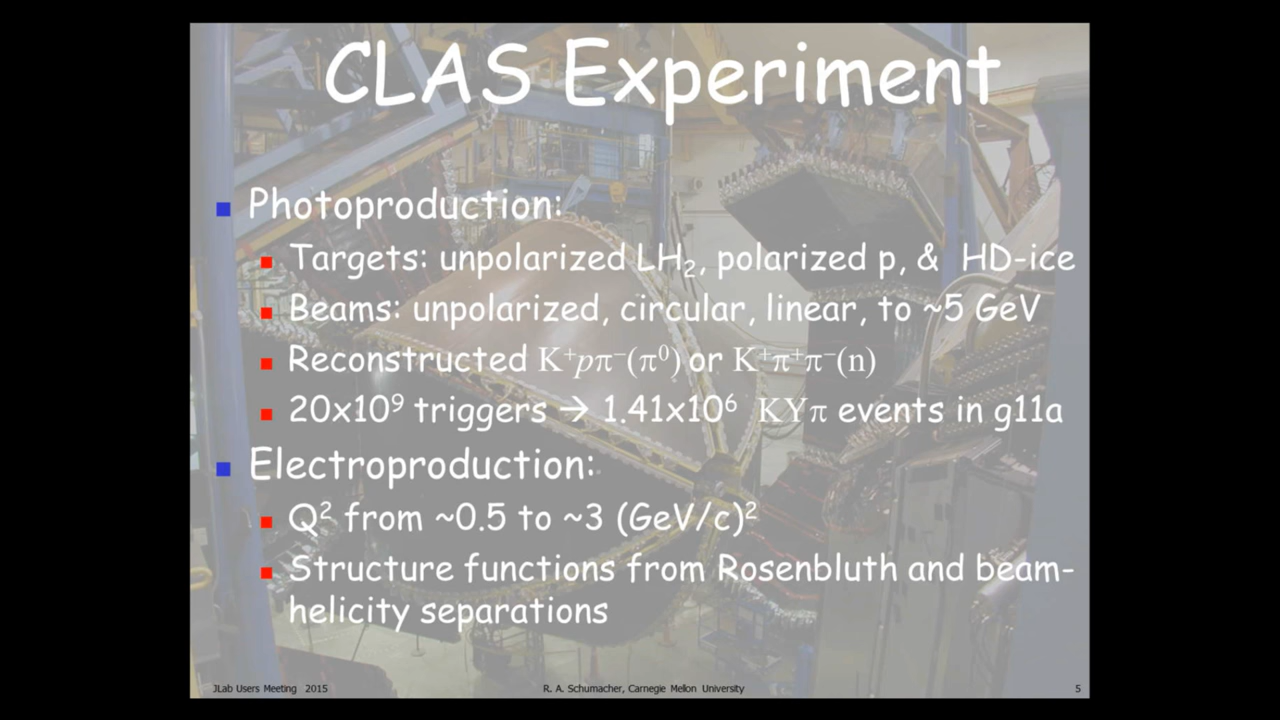 CLAS Experiment
Photoproduction:
Targets: unpolarized LH₂, polarized p, & HD-ice
Beams: unpolarized, circular, linear, to ~5 GeV
Reconstructed K⁺pπ⁻(π⁰) or K⁺π⁺π⁻(n)
20x10⁹ triggers → 1.41x10⁶ KYπ events in g11a
Electroproduction:
Q² from ~0.5 to ~3 (GeV/c)²
Structure functions from Rosenbluth and beam-
helicity separations
JLab Users Meeting 2015 R. A. Schumacher, Carnegie Mellon University 5